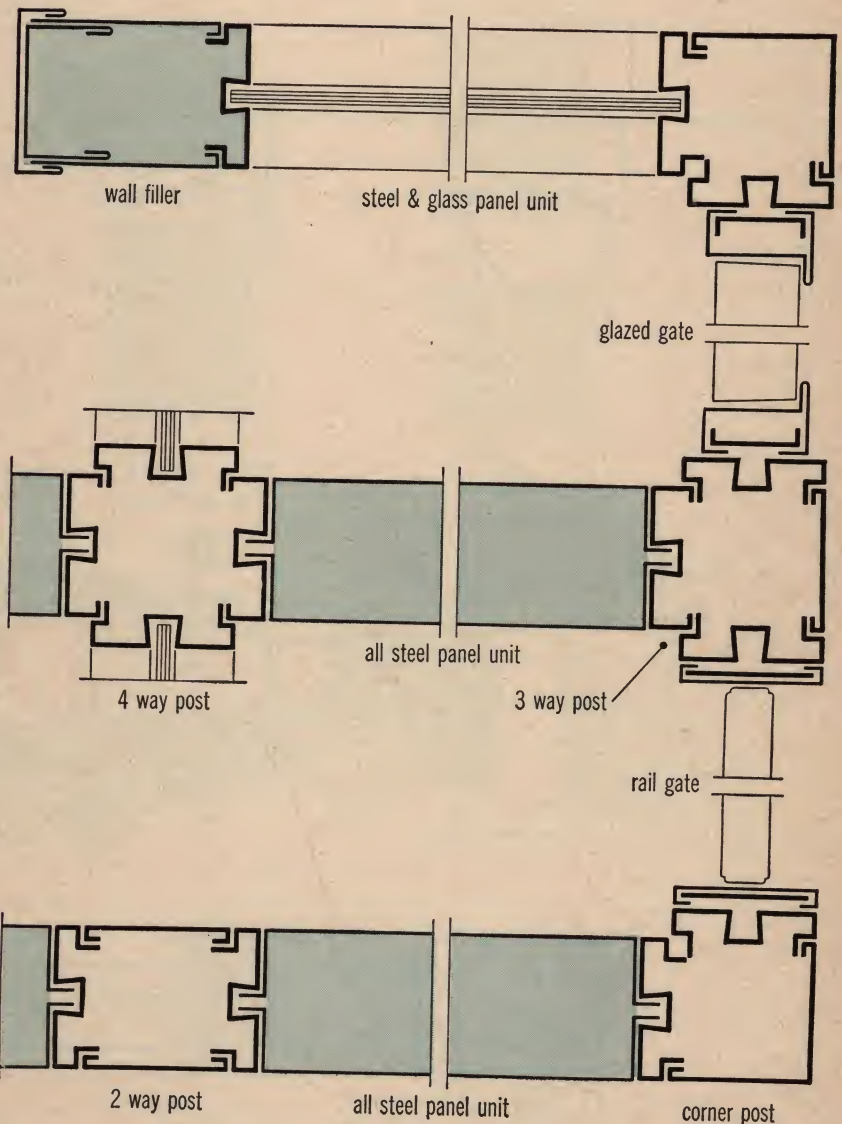 wall filler
steel & glass panel unit
glazed gate
all steel panel unit
4 way post
3 way post
rail gate
2 way post
all steel panel unit
corner post